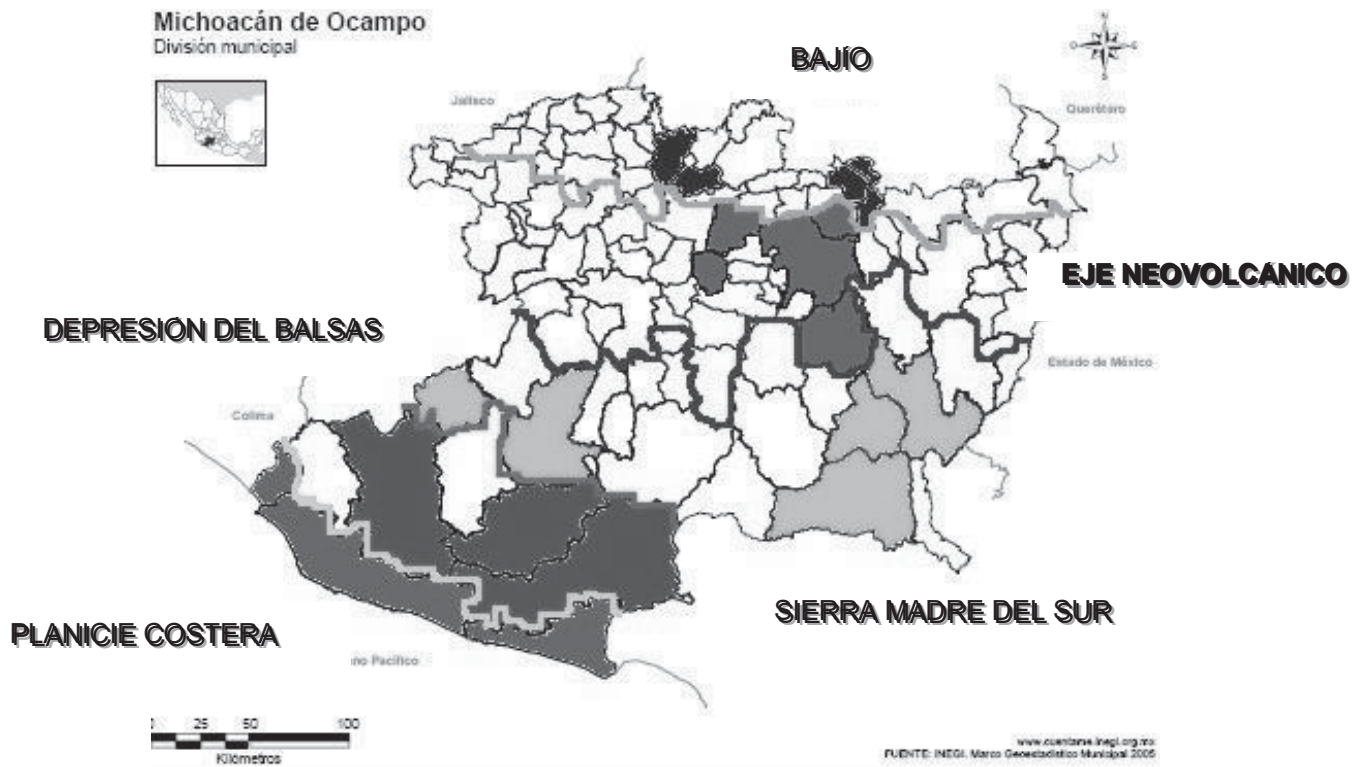 Michoacán de Ocampo
División municipal
BAJÍO
N
O
E
S
Jalisco
Querétaro
EJE NEOVOLCÁNICO
DEPRESIÓN DEL BALSAS
Estado de México
Colima
SIERRA MADRE DEL SUR
PLANICIE COSTERA
no Pacífico
25 50 100
Kilómetros
www.cuentame.inegi.org.mx
FUENTE: INEGI. Marco Geoestadístico Municipal 2005